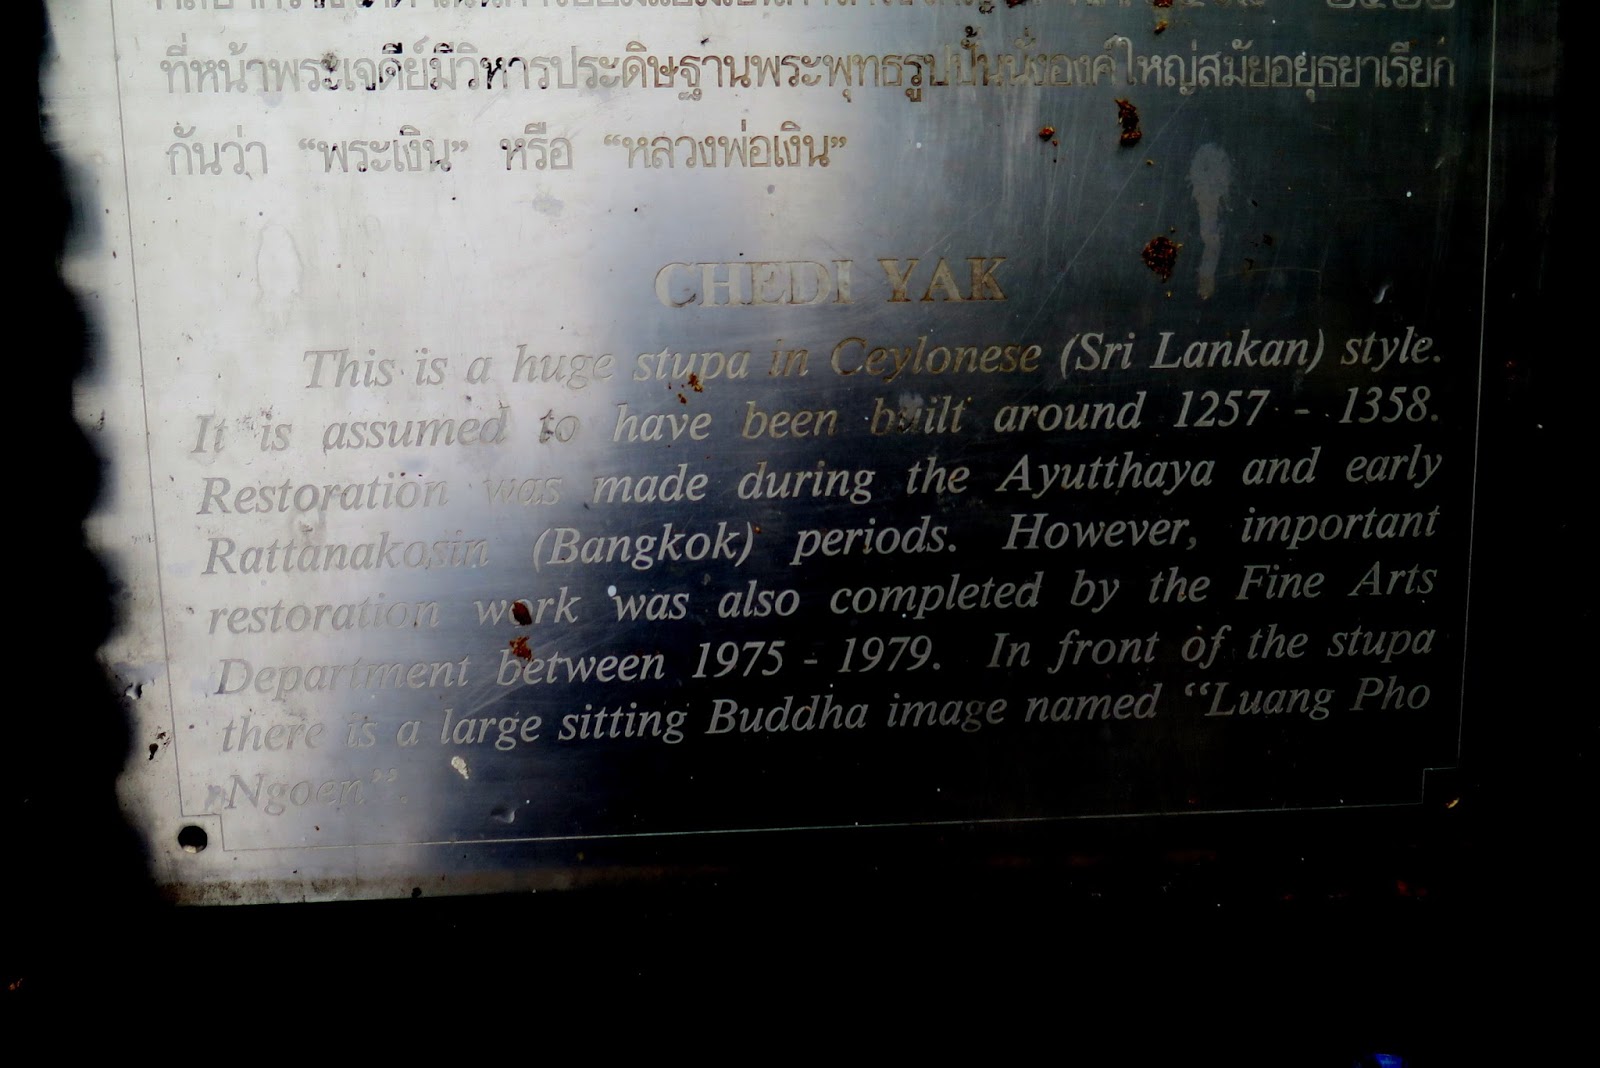 ที่หน้าพระเจดีย์มีวิหารประดิษฐานพระพุทธรูปปั้นนั่งองค์ใหญ่สมัยอยุธยาเรียก
กันว่า “พระเงิน” หรือ “หลวงพ่อเงิน”
CHEDI YAK
This is a huge stupa in Ceylonese (Sri Lankan) style.
It is assumed to have been built around 1257 - 1358.
Restoration was made during the Ayutthaya and early
Rattanakosin (Bangkok) periods. However, important
restoration work was also completed by the Fine Arts
Department between 1975 - 1979. In front of the stupa
there is a large sitting Buddha image named “Luang Pho
Ngoen”.